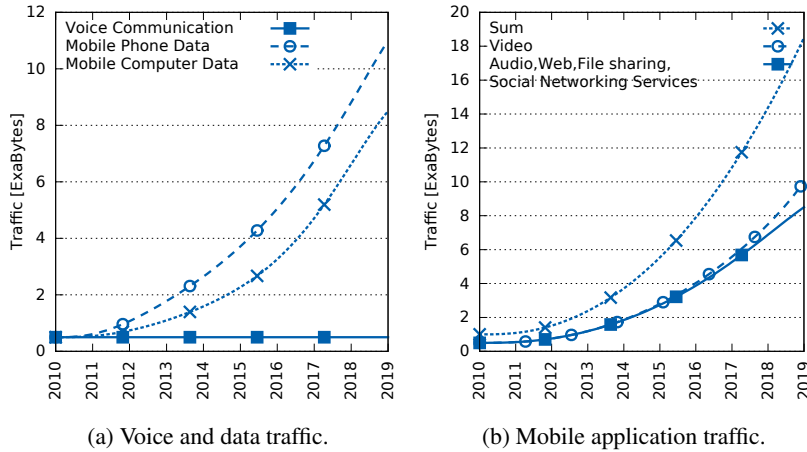 Voice Communication
Mobile Phone Data
Mobile Computer Data
Traffic [ExaBytes]
12
10
8
6
4
2
0
2010 2011 2012 2013 2014 2015 2016 2017 2018 2019
(a) Voice and data traffic.
Sum
Video
Audio,Web,File sharing,
Social Networking Services
Traffic [ExaBytes]
20
18
16
14
12
10
8
6
4
2
0
2010 2011 2012 2013 2014 2015 2016 2017 2018 2019
(b) Mobile application traffic.